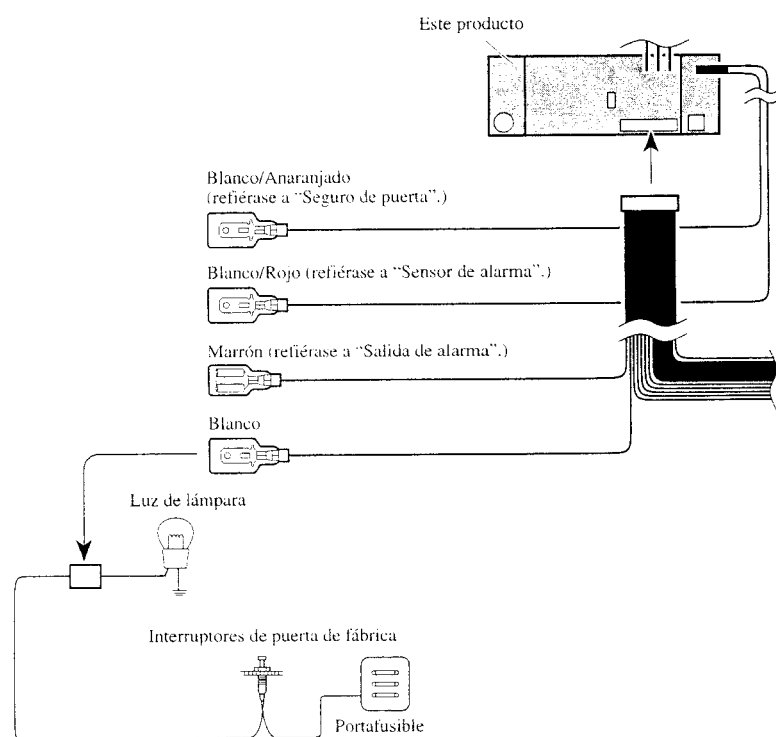 Este producto
Blanco/Anaranjado
(refiérase a “Seguro de puerta”.)
Blanco/Rojo (refiérase a “Sensor de alarma”.)
Marrón (refiérase a “Salida de alarma”.)
Blanco
Luz de lámpara
Interruptores de puerta de fábrica
Portafusible